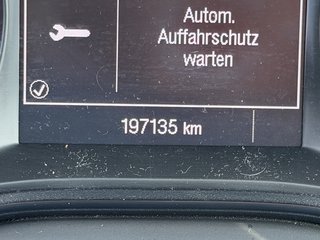 Autom.
Auffahrschutz
warten
197135 km